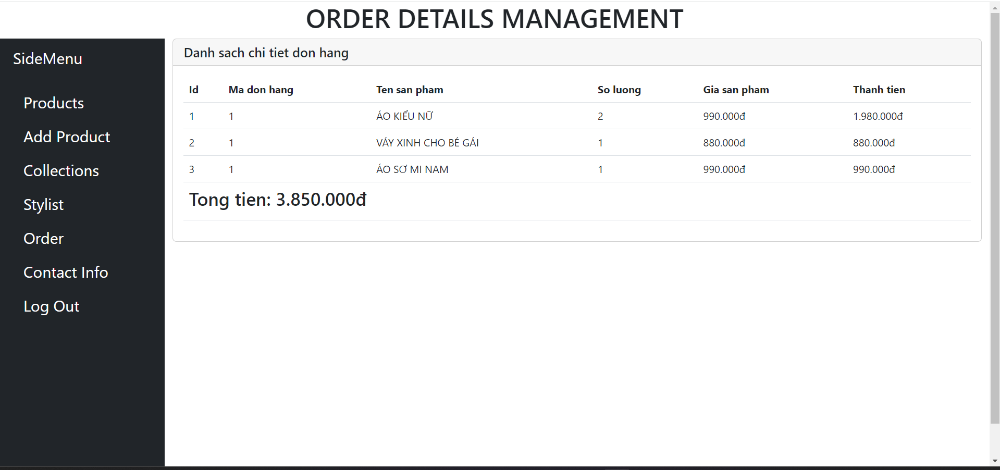 ORDER DETAILS MANAGEMENT
SideMenu
Products
Add Product
Collections
Stylist
Order
Contact Info
Log Out
Danh sach chi tiet don hang
Id Ma don hang Ten san pham So luong Gia san pham Thanh tien
1 1 ÁO KIỂU NỮ 2 990.000đ 1.980.000đ
2 1 VÁY XINH CHO BÉ GÁI 1 880.000đ 880.000đ
3 1 ÁO SƠ MI NAM 1 990.000đ 990.000đ
Tong tien: 3.850.000đ